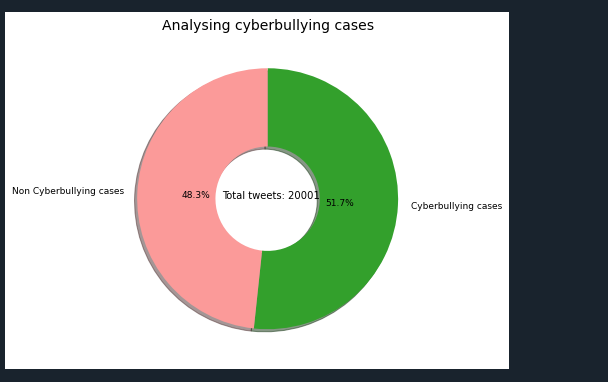 Analysing cyberbullying cases
Non Cyberbullying cases
48.3%
Total tweets: 20001
51.7%
Cyberbullying cases